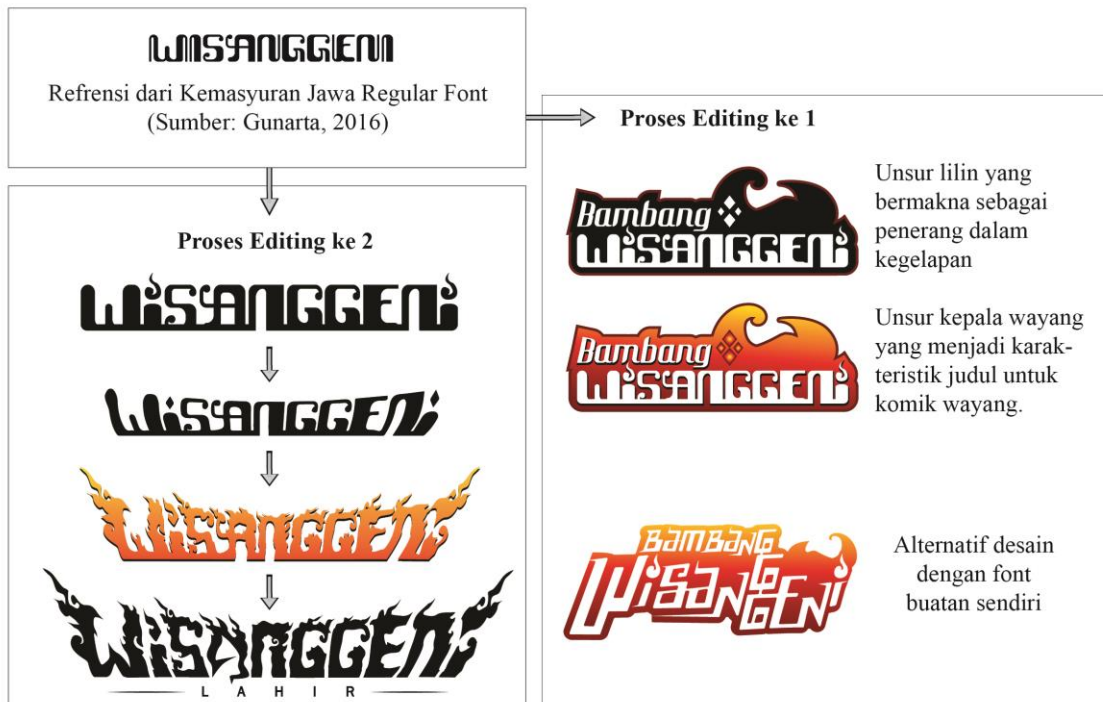 WISANGGENI
Refrensi dari Kemasyuran Jawa Regular Font
(Sumber: Gunarta, 2016)
Proses Editing ke 2
WiSANGGENi
WiSANGGENi
WiSANGGENi
WiSANGGENi
LAHIR
Proses Editing ke 1
Bambang
WiSANGGENi
Unsur lilin yang
bermakna sebagai
penerang dalam
kegelapan
Bambang
WiSANGGENi
Unsur kepala wayang
yang menjadi karak-
teristik judul untuk
komik wayang.
BaMBaNG
WiSaNGGENi
Alternatif desain
dengan font
buatan sendiri